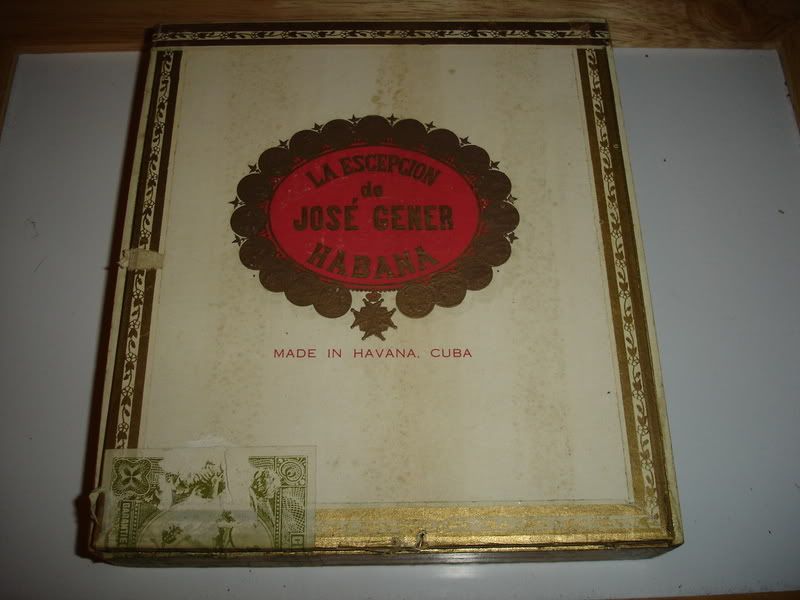 LA ESCEPCION
de
JOSÉ GENER
HABANA
MADE IN HAVANA, CUBA